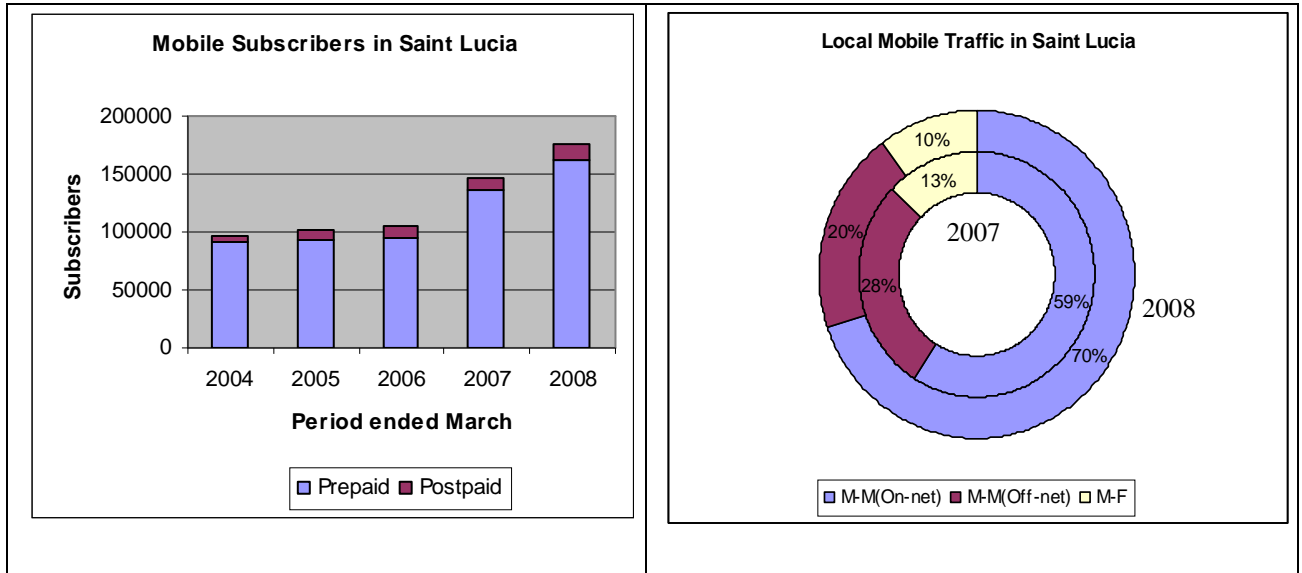 Mobile Subscribers in Saint Lucia
200000
150000
100000
50000
0
Subscribers
2004 2005 2006 2007 2008
Period ended March
Prepaid Postpaid
Local Mobile Traffic in Saint Lucia
10%
13%
2007
20%
28%
59%
2008
70%
M-M(On-net) M-M(Off-net) M-F